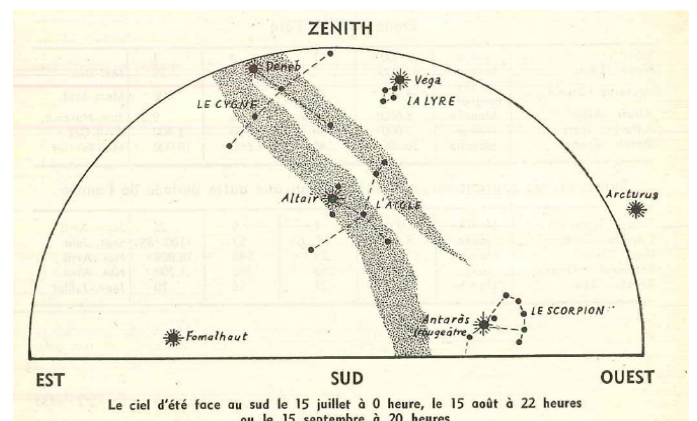 ZENITH
Deneb
Vega
LE CYGNE
LA LYRE
Altair
L'AIGLE
Arcturus
LE SCORPION
Antarès
(rougeâtre)
Fomalhaut
EST SUD OUEST
Le ciel d'été face au sud le 15 juillet à 0 heure, le 15 août à 22 heures
ou le 15 septembre à 20 heures